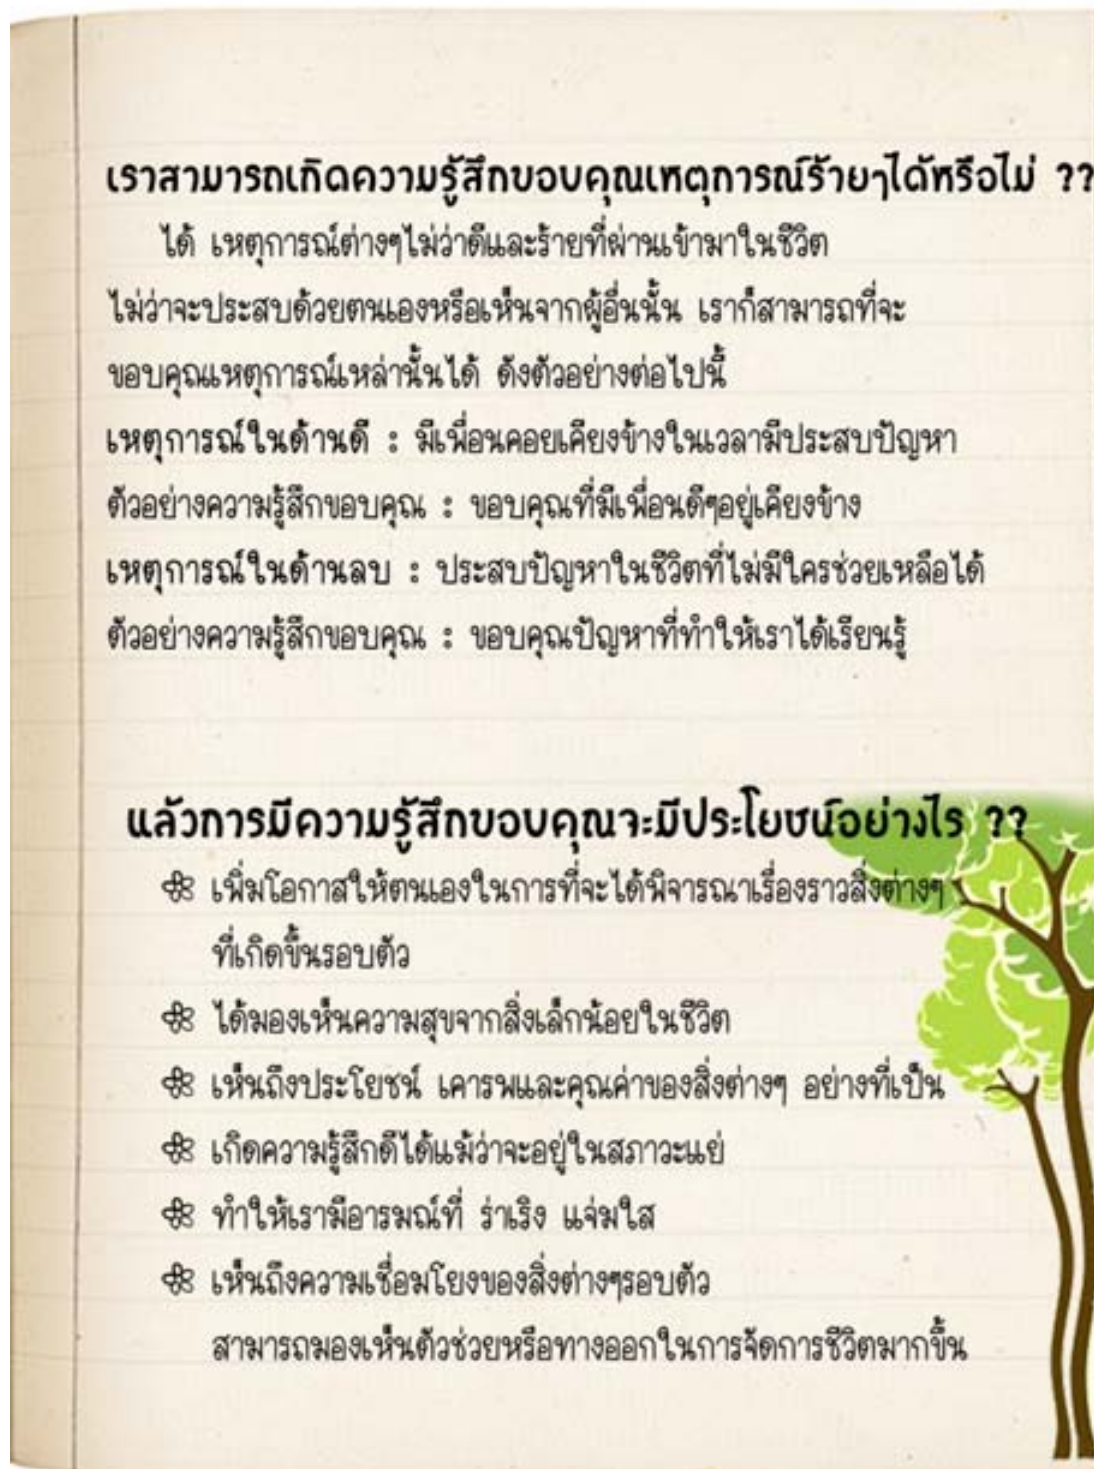 เราสามารถเกิดความรู้สึกขอบคุณเหตุการณ์ร้ายๆได้หรือไม่ ??
ได้ เหตุการณ์ต่างๆไม่ว่าดีและร้ายที่ผ่านเข้ามาในชีวิต
ไม่ว่าจะประสบด้วยตนเองหรือเห็นจากผู้อื่นนั้น เราก็สามารถที่จะ
ขอบคุณเหตุการณ์เหล่านั้นได้ ดังตัวอย่างต่อไปนี้
เหตุการณ์ในด้านดี : มีเพื่อนคอยเคียงข้างในเวลามีประสบปัญหา
ตัวอย่างความรู้สึกขอบคุณ : ขอบคุณที่มีเพื่อนดีๆอยู่เคียงข้าง
เหตุการณ์ในด้านลบ : ประสบปัญหาในชีวิตที่ไม่มีใครช่วยเหลือได้
ตัวอย่างความรู้สึกขอบคุณ : ขอบคุณปัญหาที่ทำให้เราได้เรียนรู้
แล้วการมีความรู้สึกขอบคุณจะมีประโยชน์อย่างไร ??
เพิ่มโอกาสให้ตนเองในการที่จะได้พิจารณาเรื่องราวสิ่งต่างๆ
ที่เกิดขึ้นรอบตัว
ได้มองเห็นความสุขจากสิ่งเล็กน้อยในชีวิต
เห็นถึงประโยชน์ เคารพและคุณค่าของสิ่งต่างๆ อย่างที่เป็น
เกิดความรู้สึกดีได้แม้ว่าจะอยู่ในสภาวะแย่
ทำให้เรามีอารมณ์ที่ ร่าเริง แจ่มใส
เห็นถึงความเชื่อมโยงของสิ่งต่างๆรอบตัว
สามารถมองเห็นตัวช่วยหรือทางออกในการจัดการชีวิตมากขึ้น